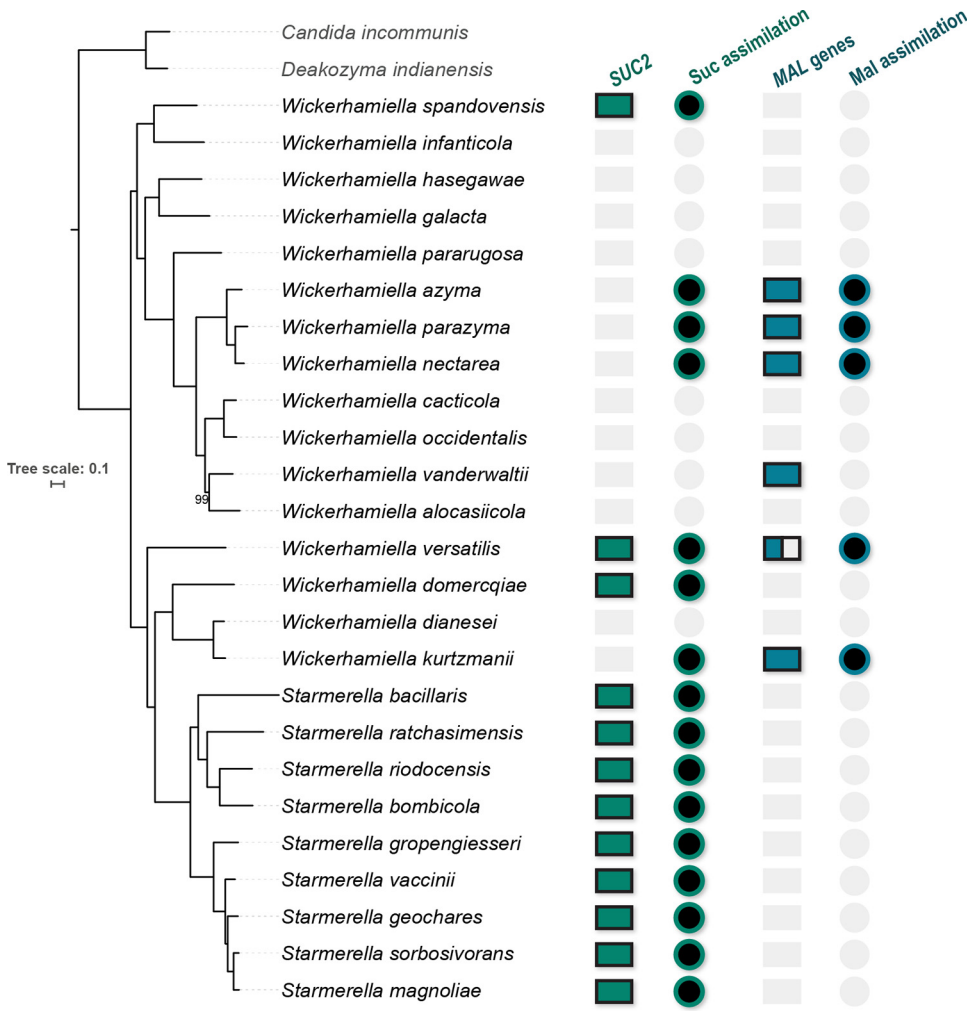 SUC2
Suc assimilation
MAL genes
Mal assimilation
Candida incommunis
Deakozyma indianensis
Wickerhamiella spandovensis
Wickerhamiella infanticola
Wickerhamiella hasegawae
Wickerhamiella galacta
Wickerhamiella pararugosa
Wickerhamiella azyma
Wickerhamiella parazyma
Wickerhamiella nectarea
Wickerhamiella cacticola
Wickerhamiella occidentalis
Tree scale: 0.1
Wickerhamiella vanderwaltii
99
Wickerhamiella alocasiicola
Wickerhamiella versatilis
Wickerhamiella domercqiae
Wickerhamiella dianesei
Wickerhamiella kurtzmanii
Starmerella bacillaris
Starmerella ratchasimensis
Starmerella riodocensis
Starmerella bombicola
Starmerella gropengiesseri
Starmerella vaccinii
Starmerella geochares
Starmerella sorbosivorans
Starmerella magnoliae